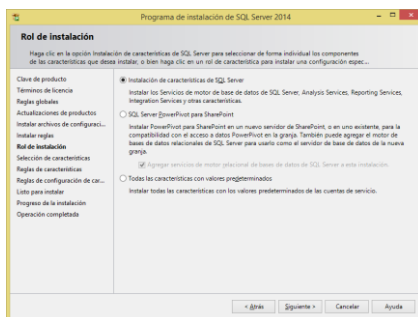 Programa de instalación de SQL Server 2014
Rol de instalación
Haga clic en la opción Instalación de características de SQL Server para seleccionar de forma individual los componentes
de las características que desea instalar, o bien haga clic en un rol de característica para instalar una configuración espec...
Clave de producto
Términos de licencia
Reglas globales
Actualizaciones de productos
Instalar archivos de configuraci...
Instalar reglas
Rol de instalación
Selección de características
Reglas de características
Reglas de configuración de car...
Listo para instalar
Progreso de la instalación
Operación completada
Instalación de características de SQL Server
Instalar los Servicios de motor de base de datos de SQL Server, Analysis Services, Reporting Services,
Integration Services y otras características.
SQL Server PowerPivot para SharePoint
Instalar PowerPivot para SharePoint en un nuevo servidor de SharePoint, o en uno existente, para la
compatibilidad con el acceso a datos PowerPivot en la granja. También puede agregar el motor de
bases de datos relacionales de SQL Server para usarlo como el servidor de base de datos de la nueva
granja.
Agregar servicios de motor relacional de bases de datos de SQL Server a esta instalación.
Todas las características con valores predeterminados
Instalar todas las características con los valores predeterminados de las cuentas de servicio.
< Atrás
Siguiente >
Cancelar
Ayuda